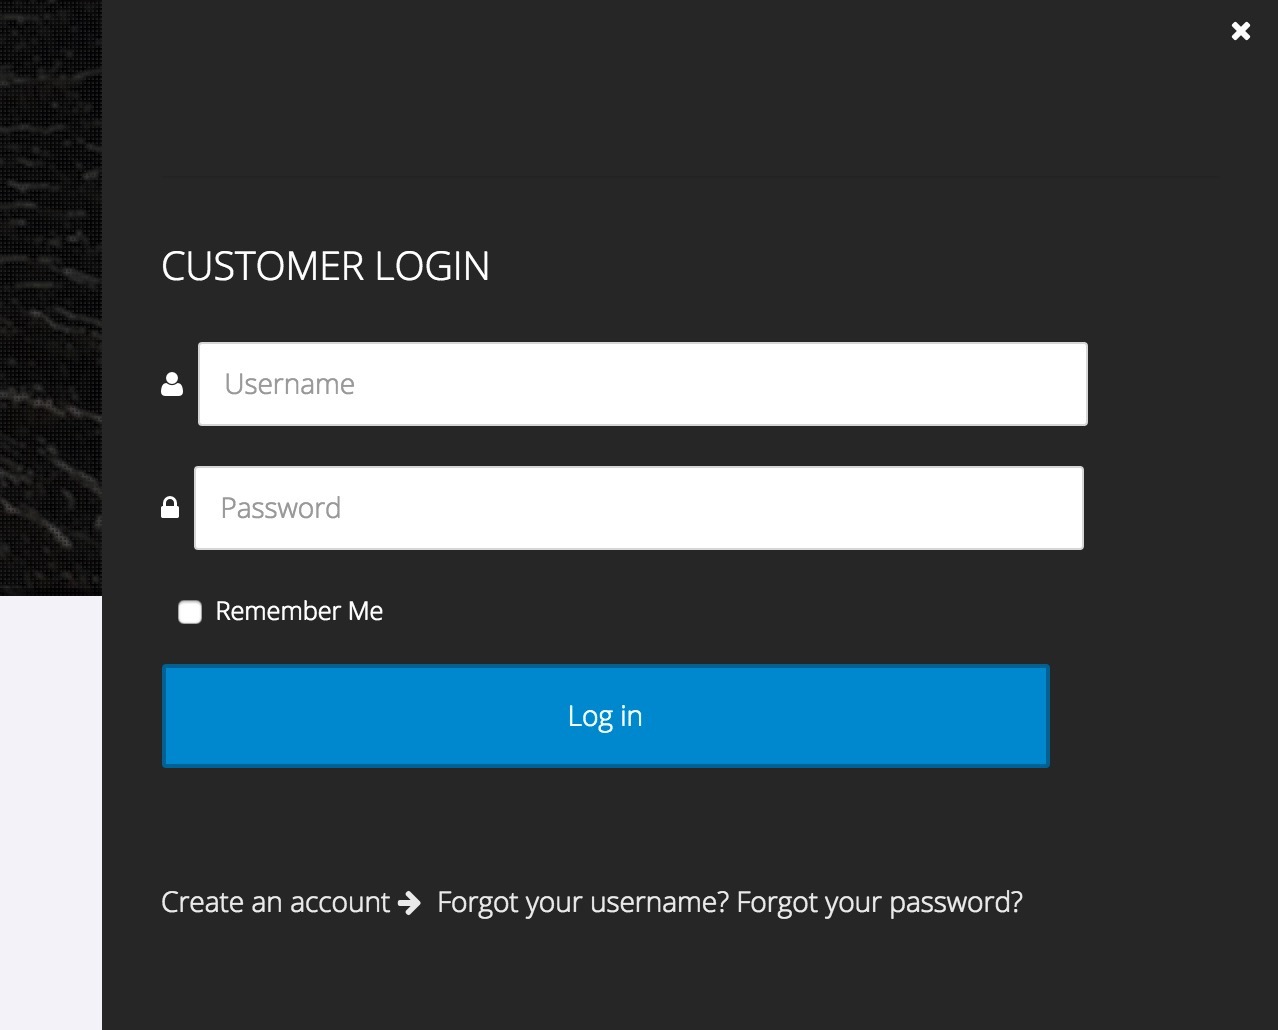 CUSTOMER LOGIN
Username
Password
Remember Me
Log in
Create an account Forgot your username? Forgot your password?